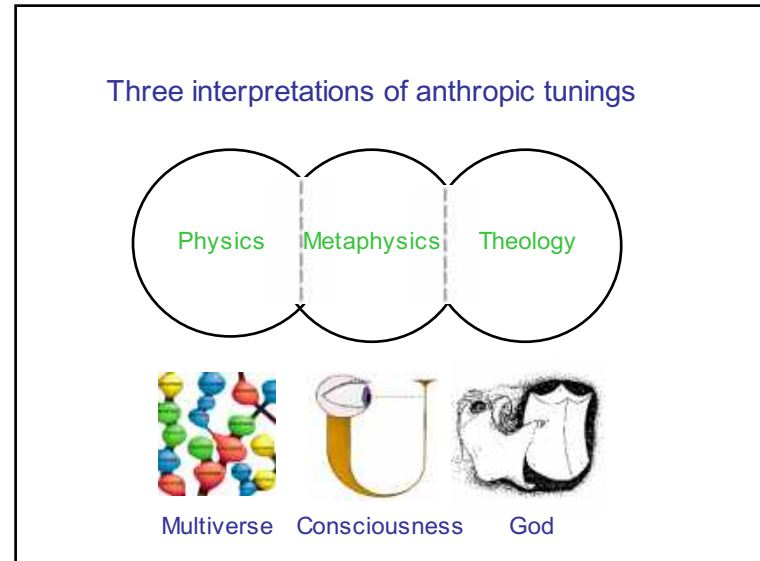 Three interpretations of anthropic tunings
Physics Metaphysics Theology
Multiverse Consciousness God